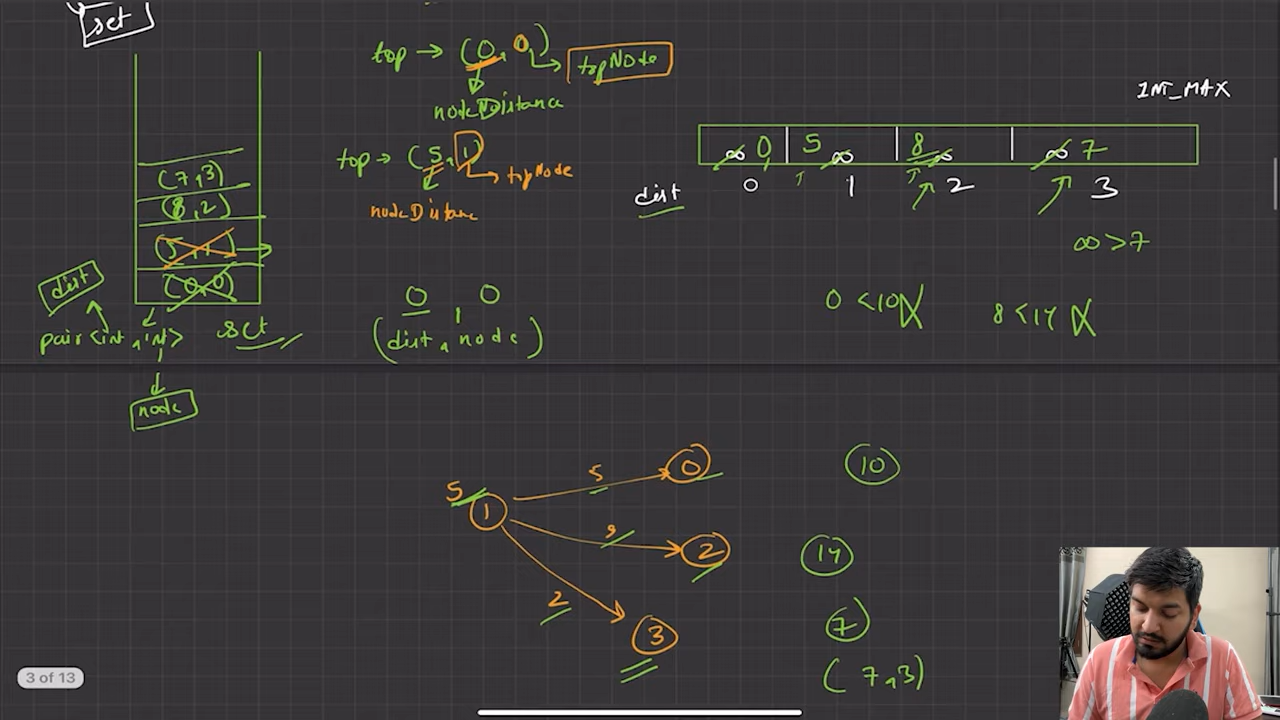 set
top → (0, 0)
topNode
nodeDistance
top → (5, 1)
topNode
nodeDistance
(7,3)
(8,2)
(5,1)
(0,0)
dist
pair<int, int>
set
node
0 0
(dist, node)
INT_MAX
∞ 0 5 ∞ 8 ∞ ∞ 7
dist 0 1 2 3
∞ > 7
0 < 10 X
8 < 14 X
5
1
5
0
10
9
2
14
2
3
7
(7,3)
3 of 13